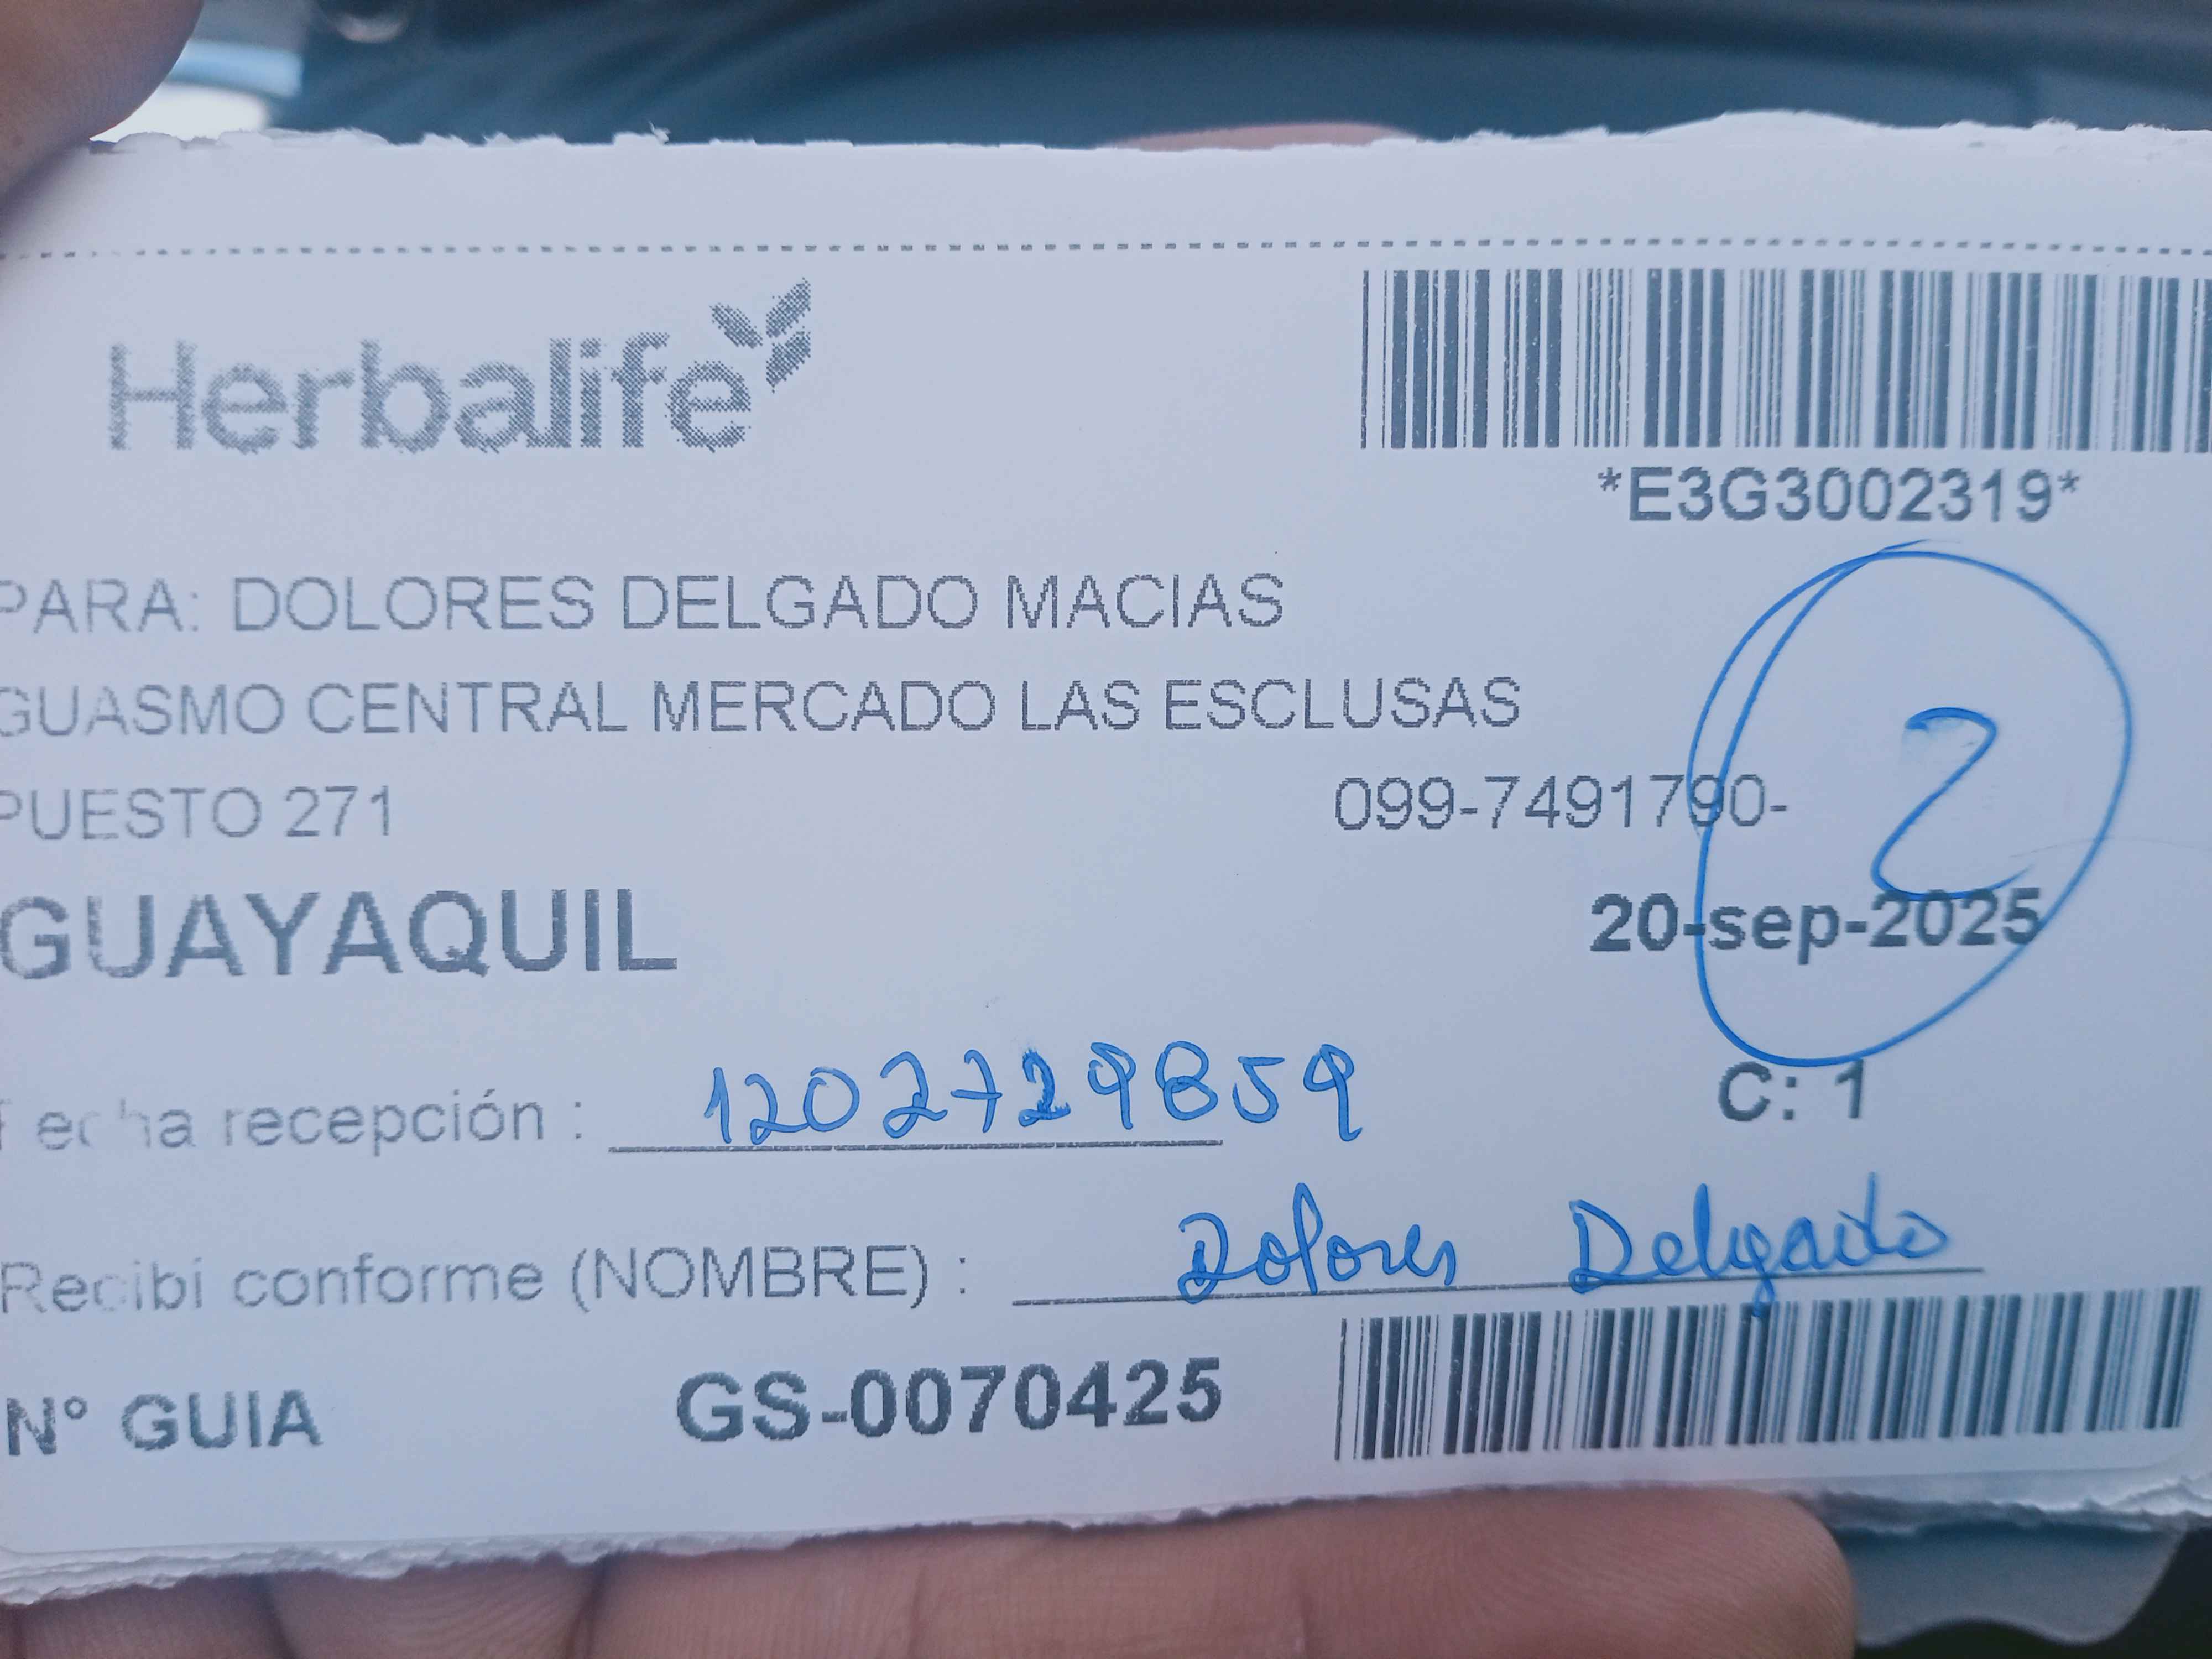 Herbalife
*E3G3002319*
PARA: DOLORES DELGADO MACIAS
GUASMO CENTRAL MERCADO LAS ESCLUSAS
PUESTO 271 099-7491790-
2
GUAYAQUIL 20-sep-2025
C: 1
Fecha recepción : 1202729859
Recibi conforme (NOMBRE) : Dolores Delgado
N° GUIA GS-0070425